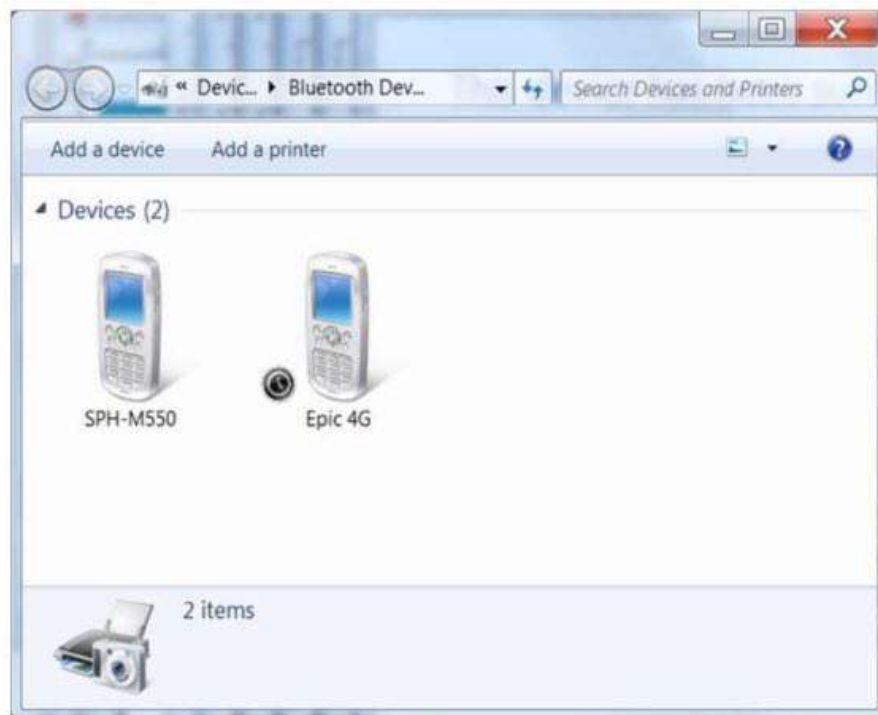 « Devic... ▸ Bluetooth Dev...
Search Devices and Printers
Add a device Add a printer
Devices (2)
SPH-M550 Epic 4G
2 items